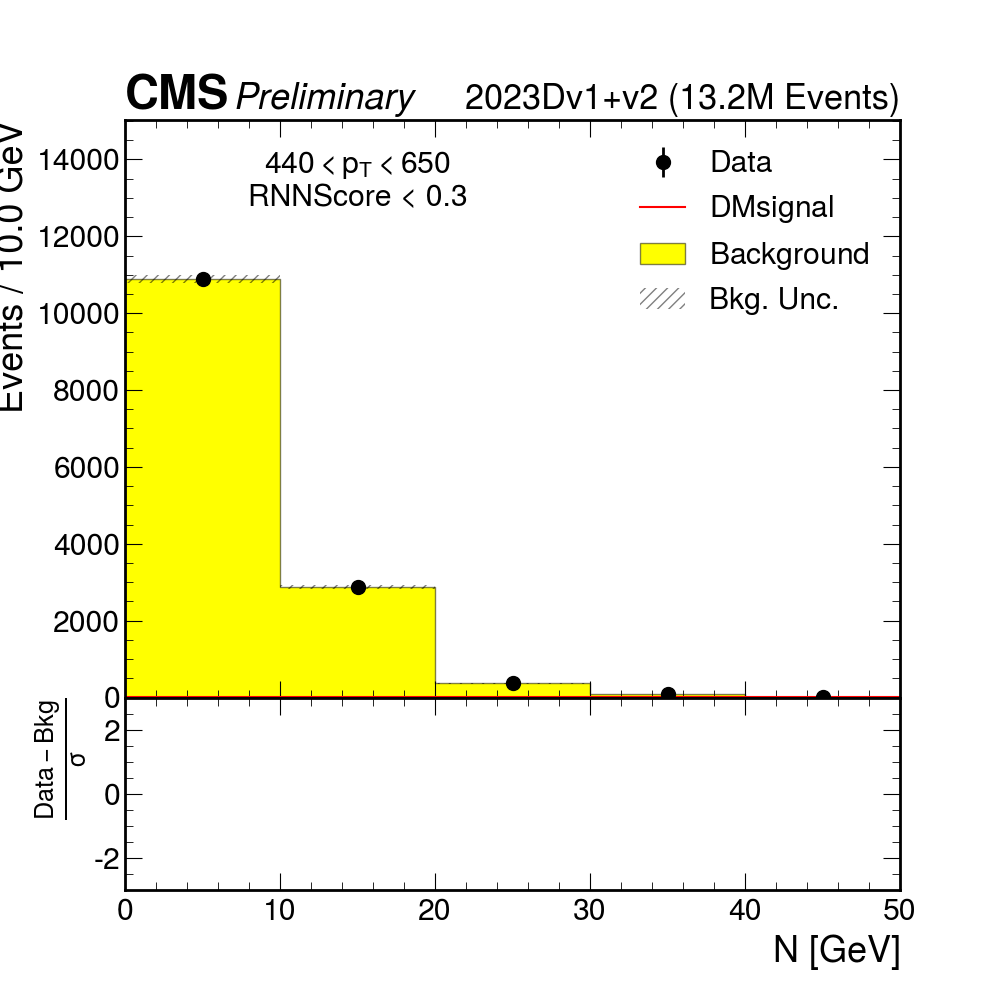 CMS Preliminary 2023Dv1+v2 (13.2M Events)
Events / 10.0 GeV
440 < pT < 650
RNNScore < 0.3
Data
DMsignal
Background
Bkg. Unc.
14000
12000
10000
8000
6000
4000
2000
0
Data − Bkg
σ
2
0
-2
0 10 20 30 40 50
N [GeV]